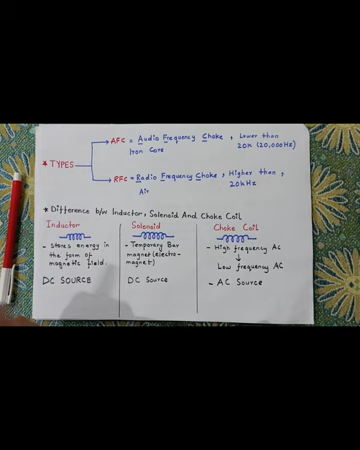 * TYPES
AFC = Audio Frequency Choke, Lower than 20k (20,000Hz)
Iron Core
RFC = Radio Frequency Choke, Higher than, 20kHz
Air
* Difference b/w Inductor, Solenoid And Choke Coil
Inductor
- Stores energy in
the form of
magnetic field.
DC SOURCE
Solenoid
- Temporary Bar
magnet (electro-
magnet)
DC Source
Choke Coil
- High frequency AC
↓
Low frequency AC
- AC Source